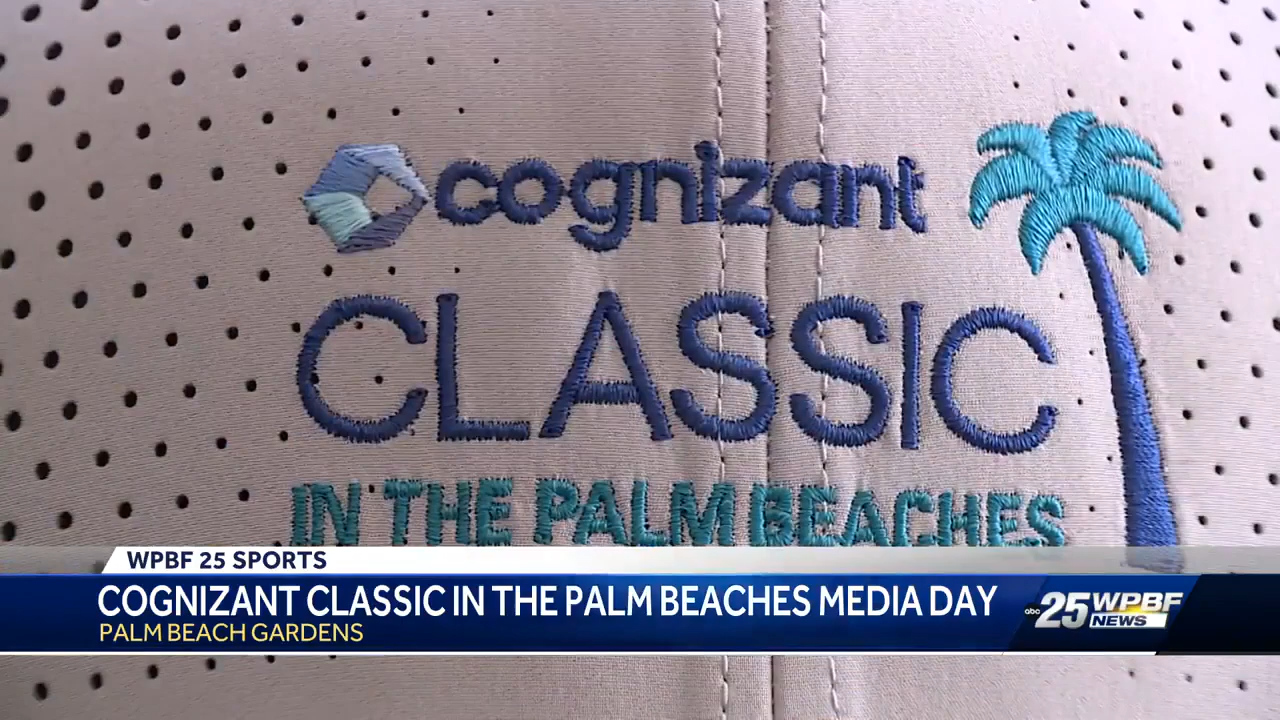 cognizant
CLASSIC
IN THE PALM BEACHES
WPBF 25 SPORTS
COGNIZANT CLASSIC IN THE PALM BEACHES MEDIA DAY
PALM BEACH GARDENS
abc 25 WPBF
NEWS